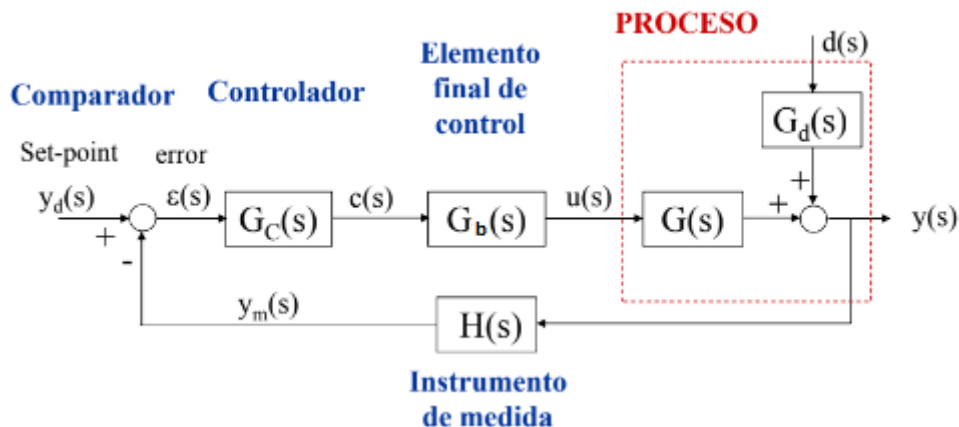 PROCESO
d(s)
Elemento
final de
control
Comparador
Controlador
G_d(s)
Set-point
error
+
y_d(s)
ε(s)
G_C(s)
c(s)
G_b(s)
u(s)
G(s)
+
y(s)
+
-
y_m(s)
H(s)
Instrumento
de medida